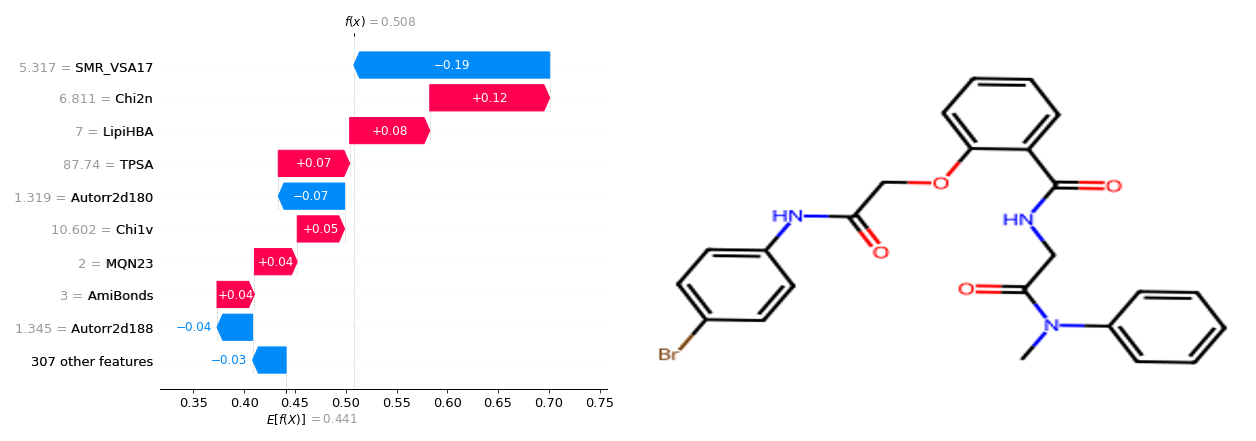 f(x) = 0.508
5.317 = SMR_VSA17
−0.19
6.811 = Chi2n
+0.12
7 = LipiHBA
+0.08
87.74 = TPSA
+0.07
1.319 = Autorr2d180
−0.07
10.602 = Chi1v
+0.05
2 = MQN23
+0.04
3 = AmiBonds
+0.04
1.345 = Autorr2d188
−0.04
307 other features
−0.03
0.35 0.40 0.45 0.50 0.55 0.60 0.65 0.70 0.75
E[f(X)] = 0.441
O
O
HN
HN
O
O
N
Br